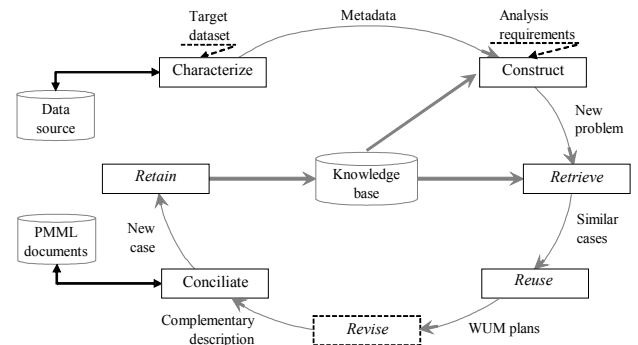 Target
dataset
Metadata
Analysis
requirements
Characterize
Construct
Data
source
New
problem
Retain
Knowledge
base
Retrieve
PMML
documents
New
case
Similar
cases
Conciliate
Reuse
Complementary
description
Revise
WUM plans